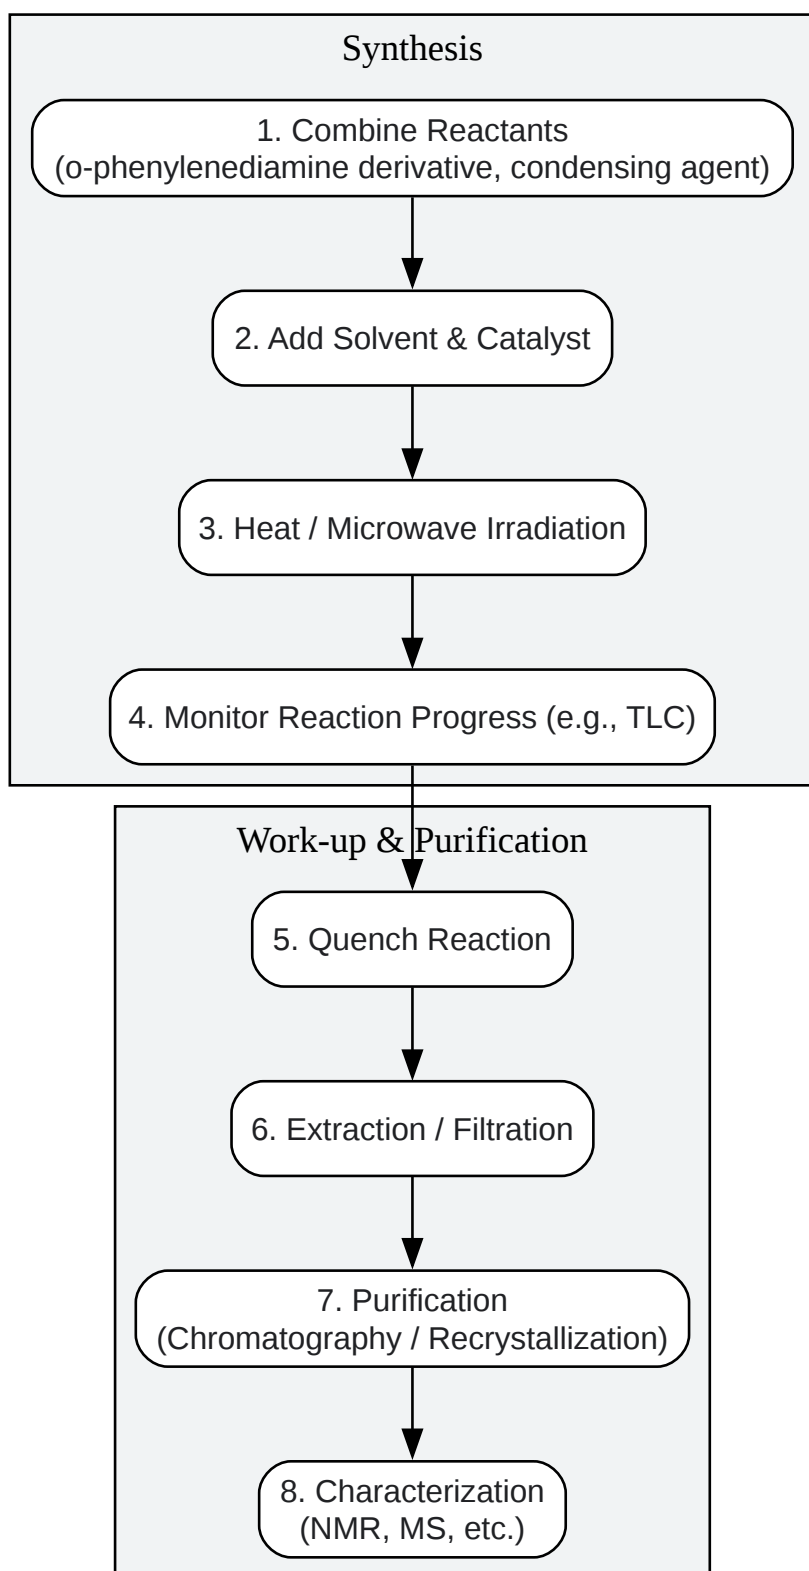 Synthesis
1. Combine Reactants
(o-phenylenediamine derivative, condensing agent)
2. Add Solvent & Catalyst
3. Heat / Microwave Irradiation
4. Monitor Reaction Progress (e.g., TLC)
Work-up & Purification
5. Quench Reaction
6. Extraction / Filtration
7. Purification
(Chromatography / Recrystallization)
8. Characterization
(NMR, MS, etc.)